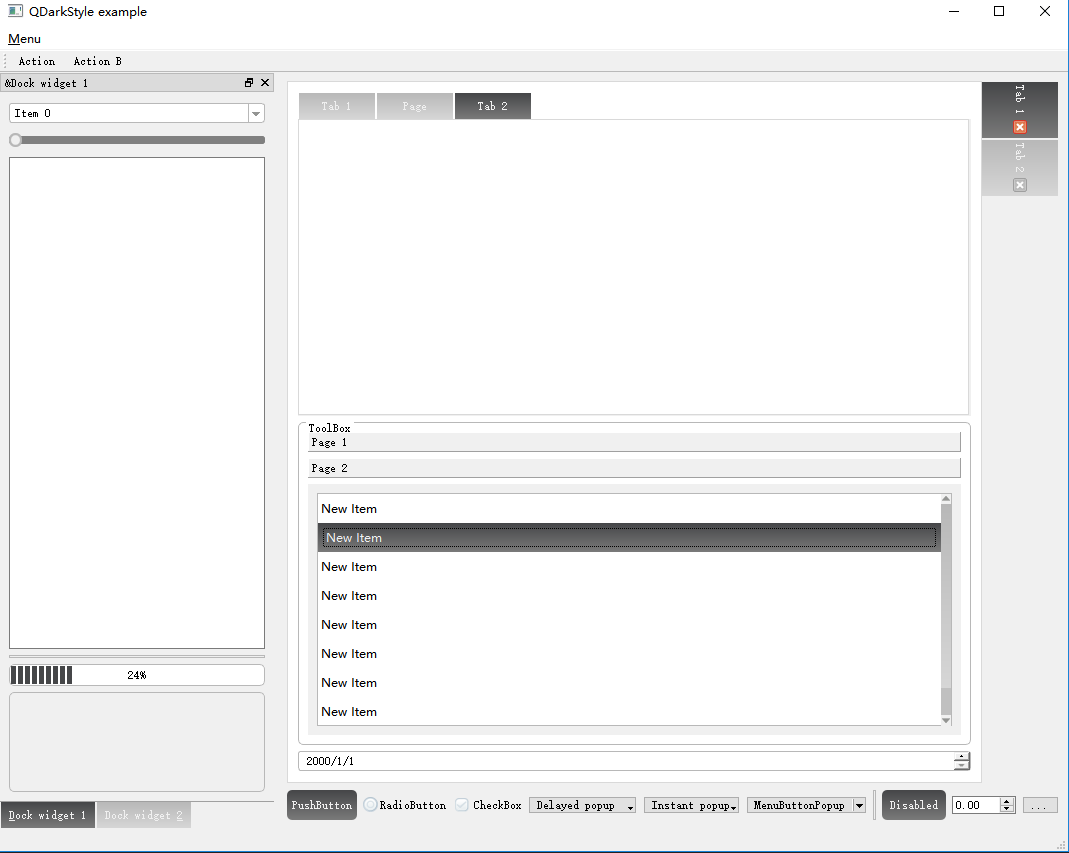 QDarkStyle example
Menu
Action Action B
&Dock widget 1
Item 0
24%
Dock widget 1 Dock widget 2
Tab 1 Page Tab 2
ToolBox
Page 1
Page 2
New Item
New Item
New Item
New Item
New Item
New Item
New Item
New Item
2000/1/1
Tab 1
Tab 2
PushButton RadioButton CheckBox Delayed popup Instant popup MenuButtonPopup Disabled 0.00 ...